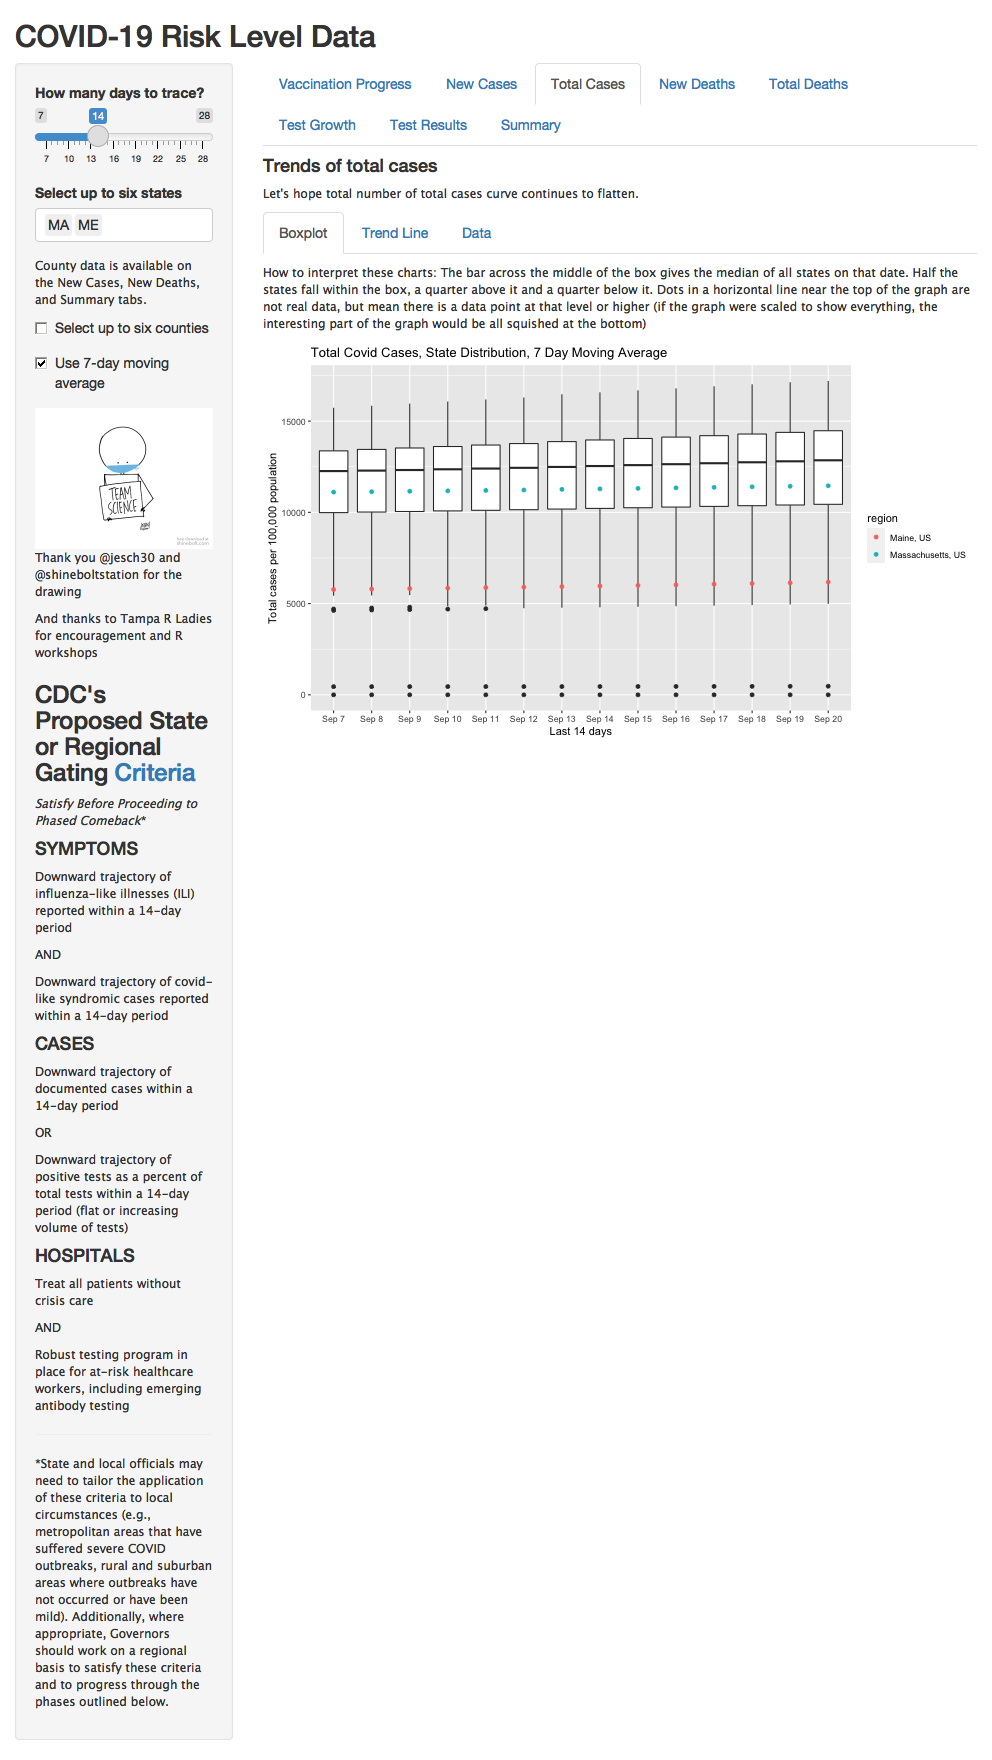 COVID-19 Risk Level Data
How many days to trace?
7 14 28
7 10 13 16 19 22 25 28
Select up to six states
MA ME
County data is available on
the New Cases, New Deaths,
and Summary tabs.
Select up to six counties
Use 7-day moving
average
TEAM
SCIENCE
Thank you @jesch30 and
@shineboltstation for the
drawing
And thanks to Tampa R Ladies
for encouragement and R
workshops
CDC's
Proposed State
or Regional
Gating Criteria
Satisfy Before Proceeding to
Phased Comeback*
SYMPTOMS
Downward trajectory of
influenza-like illnesses (ILI)
reported within a 14-day
period
AND
Downward trajectory of covid-
like syndromic cases reported
within a 14-day period
CASES
Downward trajectory of
documented cases within a
14-day period
OR
Downward trajectory of
positive tests as a percent of
total tests within a 14-day
period (flat or increasing
volume of tests)
HOSPITALS
Treat all patients without
crisis care
AND
Robust testing program in
place for at-risk healthcare
workers, including emerging
antibody testing
*State and local officials may
need to tailor the application
of these criteria to local
circumstances (e.g.,
metropolitan areas that have
suffered severe COVID
outbreaks, rural and suburban
areas where outbreaks have
not occurred or have been
mild). Additionally, where
appropriate, Governors
should work on a regional
basis to satisfy these criteria
and to progress through the
phases outlined below.
Vaccination Progress New Cases Total Cases New Deaths Total Deaths
Test Growth Test Results Summary
Trends of total cases
Let's hope total number of total cases curve continues to flatten.
Boxplot Trend Line Data
How to interpret these charts: The bar across the middle of the box gives the median of all states on that date. Half the
states fall within the box, a quarter above it and a quarter below it. Dots in a horizontal line near the top of the graph are
not real data, but mean there is a data point at that level or higher (if the graph were scaled to show everything, the
interesting part of the graph would be all squished at the bottom)
Total Covid Cases, State Distribution, 7 Day Moving Average
Total cases per 100,000 population
15000
10000
5000
0
Sep 7 Sep 8 Sep 9 Sep 10 Sep 11 Sep 12 Sep 13 Sep 14 Sep 15 Sep 16 Sep 17 Sep 18 Sep 19 Sep 20
Last 14 days
region
Maine, US
Massachusetts, US